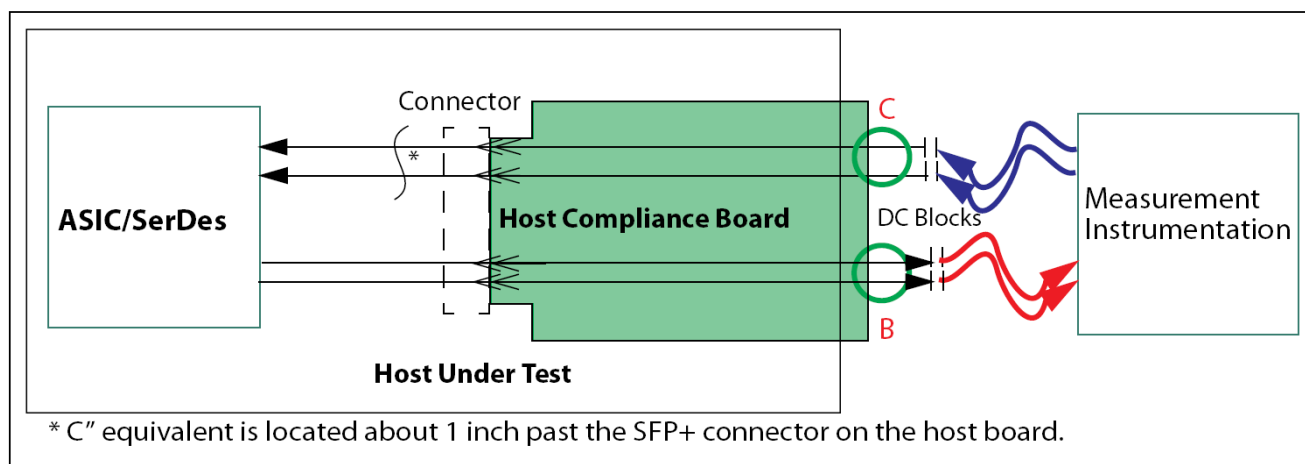 Connector
C
*
ASIC/SerDes
Host Compliance Board
DC Blocks
Measurement
Instrumentation
B
Host Under Test
* C” equivalent is located about 1 inch past the SFP+ connector on the host board.